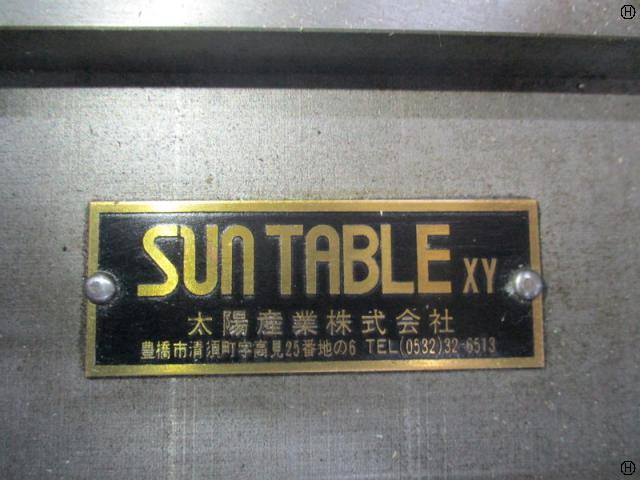 SUN TABLE XY
太陽産業株式会社
豊橋市清須町字高見25番地の6 TEL(0532)32-6513
H
H